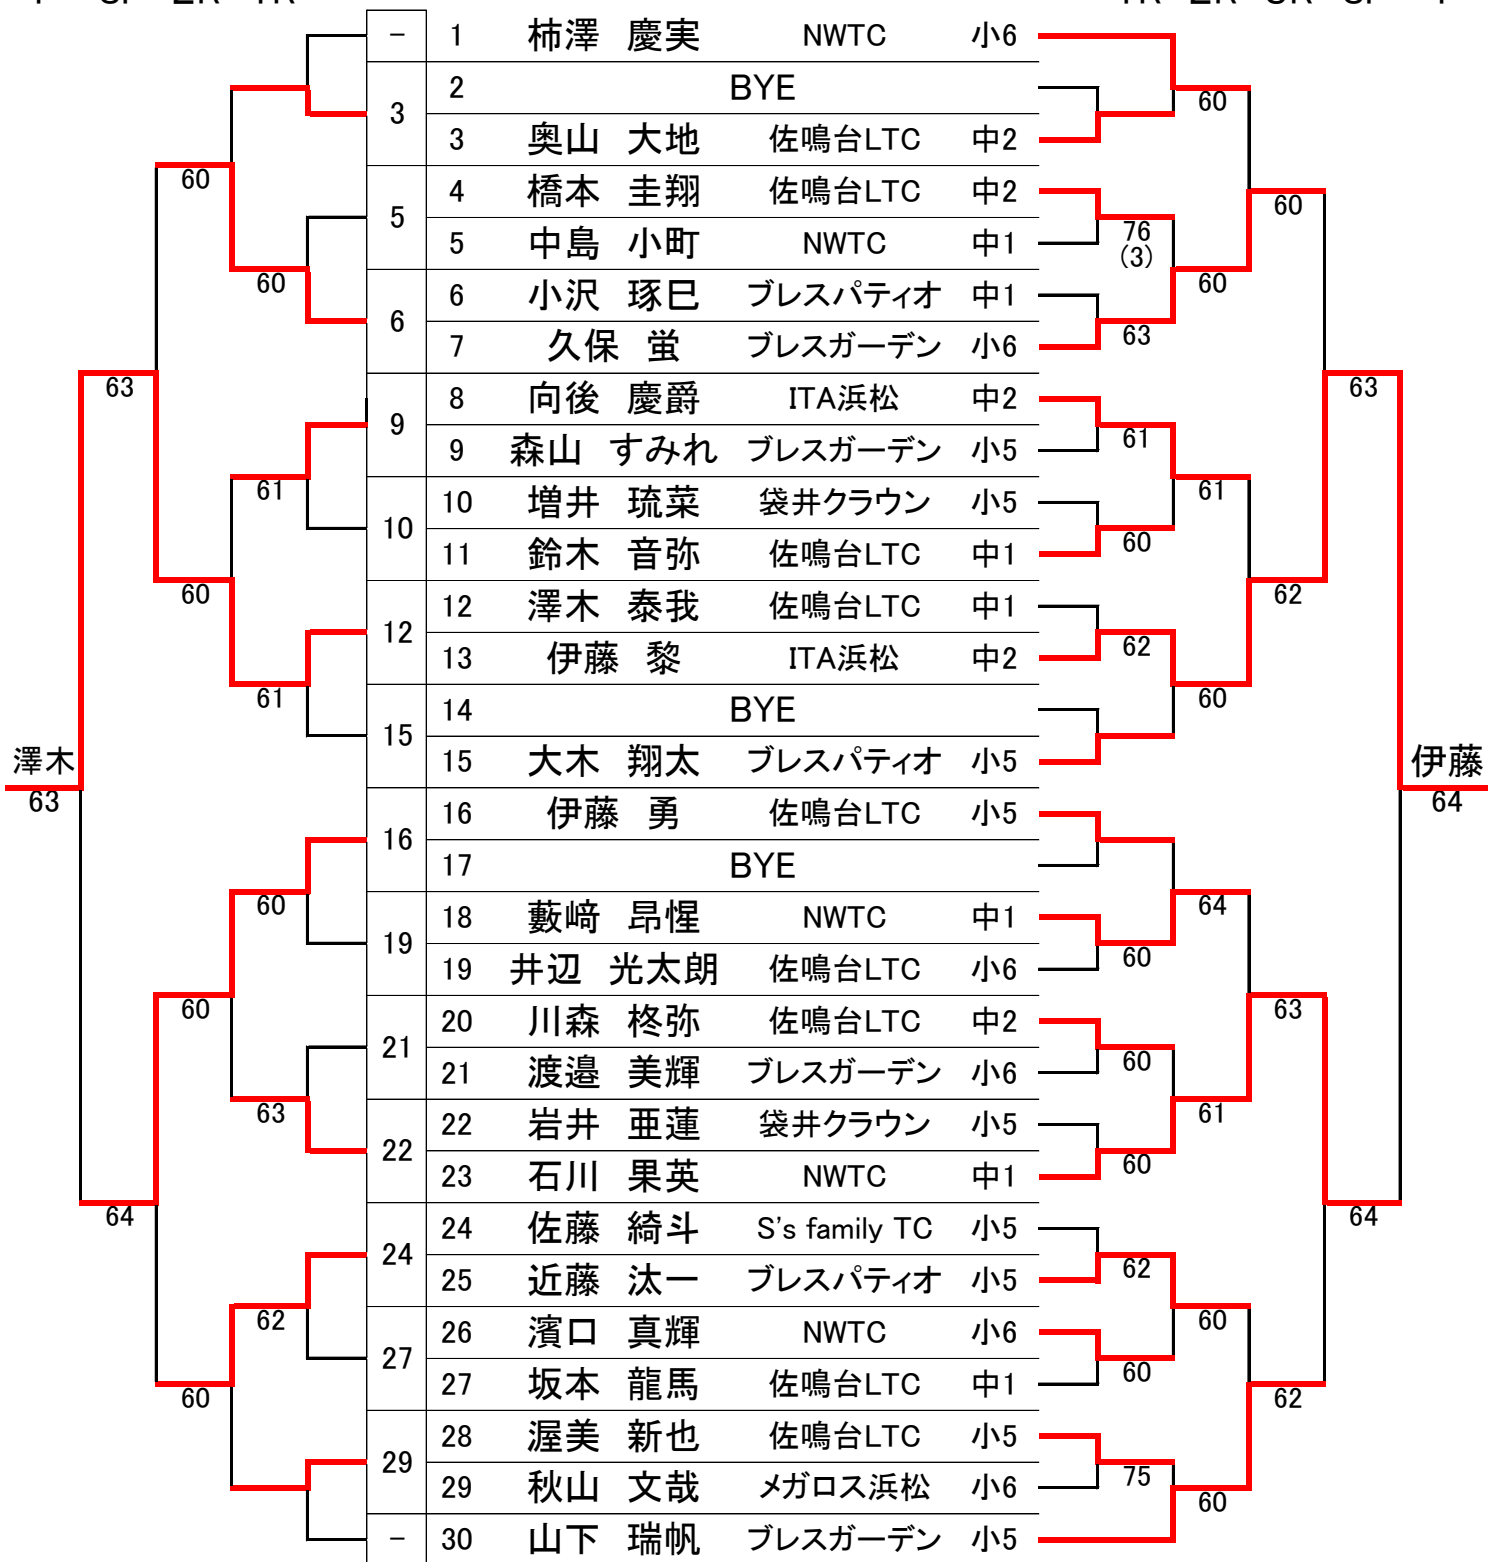 - 1 柿澤 慶実 NWTC 小6
2 BYE 60
3
3 奥山 大地 佐鳴台LTC 中2
60 4 橋本 圭翔 佐鳴台LTC 中2 60
5 76
5 中島 小町 NWTC 中1 (3)
60 6 小沢 琢巳 ブレスパティオ 中1 60
6
7 久保 蛍 ブレスガーデン 小6 63
63 8 向後 慶爵 ITA浜松 中2 63
9
9 森山 すみれ ブレスガーデン 小5 61
61 10 増井 琉菜 袋井クラウン 小5 61
10
11 鈴木 音弥 佐鳴台LTC 中1 60
60 12 澤木 泰我 佐鳴台LTC 中1 62
12
13 伊藤 黎 ITA浜松 中2 62
61 14 BYE 60
15
澤木 15 大木 翔太 ブレスパティオ 小5 伊藤
63 16 伊藤 勇 佐鳴台LTC 小5 64
16
17 BYE
60 18 藪﨑 昂惺 NWTC 中1 64
19
19 井辺 光太朗 佐鳴台LTC 小6 60
60 20 川森 柊弥 佐鳴台LTC 中2 63
21
21 渡邉 美輝 ブレスガーデン 小6 60
63 22 岩井 亜蓮 袋井クラウン 小5 61
22
23 石川 果英 NWTC 中1 60
64 24 佐藤 綺斗 S's family TC 小5 64
24
25 近藤 汰一 ブレスパティオ 小5 62
62 26 濱口 真輝 NWTC 小6 60
27
27 坂本 龍馬 佐鳴台LTC 中1 60
60 28 渥美 新也 佐鳴台LTC 小5 62
29
29 秋山 文哉 メガロス浜松 小6 75
60
- 30 山下 瑞帆 ブレスガーデン 小5